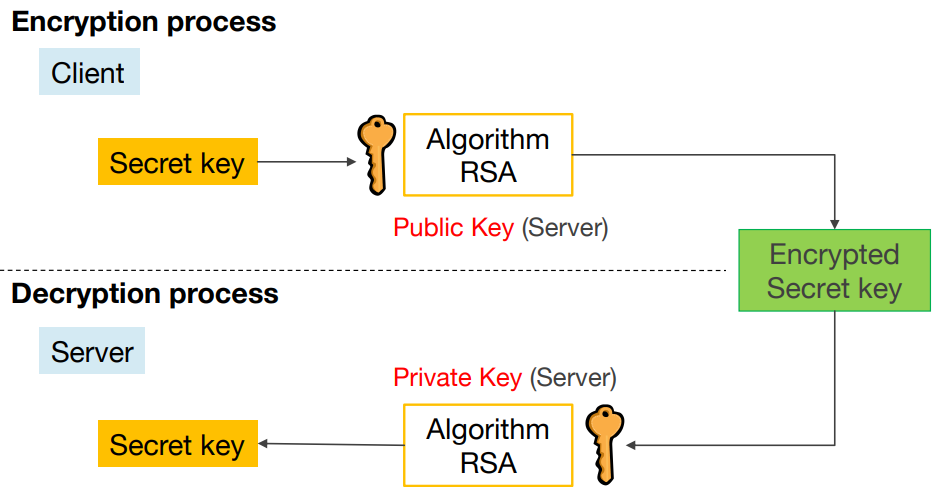 Encryption process
Client
Secret key
Algorithm
RSA
Public Key (Server)
Encrypted
Secret key
Decryption process
Server
Private Key (Server)
Secret key
Algorithm
RSA